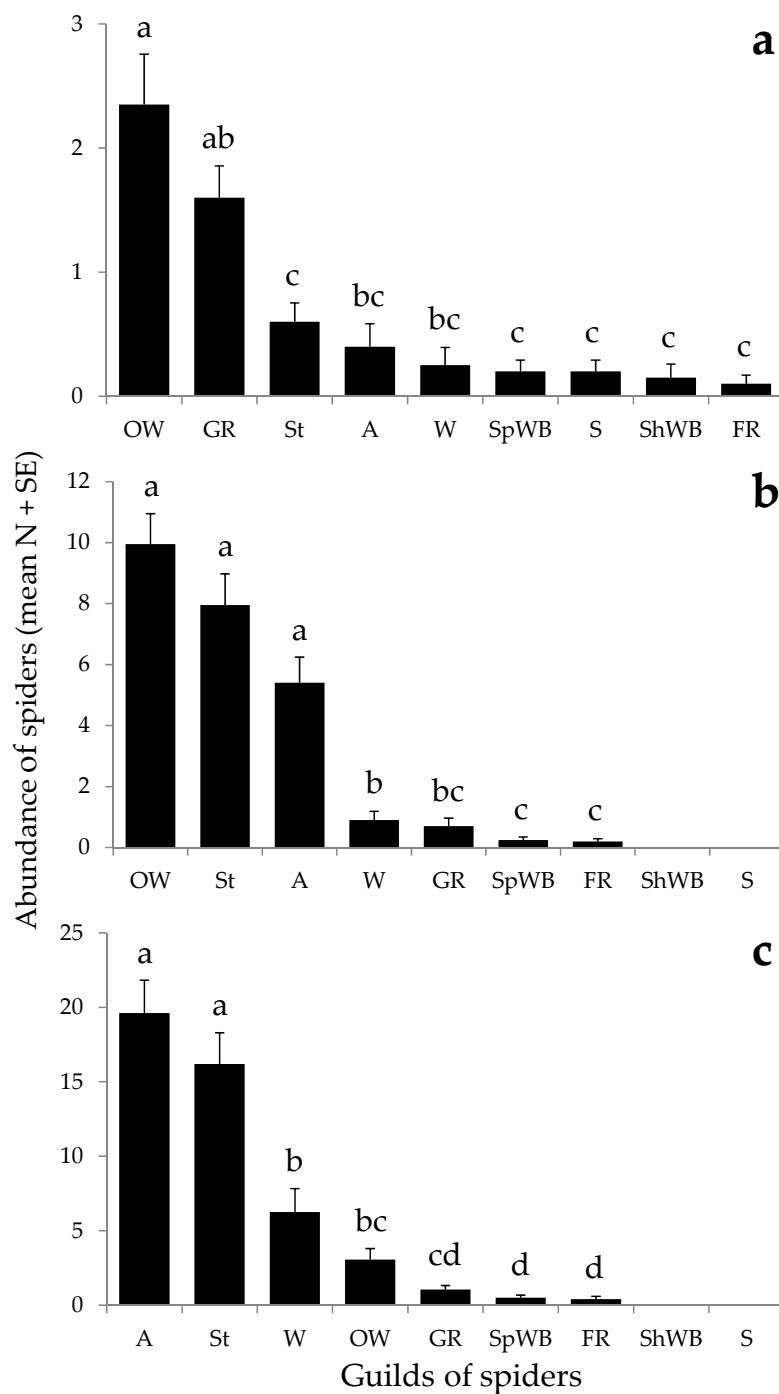 a
3
2
1
0
a ab c bc bc c c c c
OW GR St A W SpWB S ShWB FR
Abundance of spiders (mean N + SE)
b
12
10
8
6
4
2
0
a a a b bc c c
OW St A W GR SpWB FR ShWB S
c
25
20
15
10
5
0
a a b bc cd d d
A St W OW GR SpWB FR ShWB S
Guilds of spiders